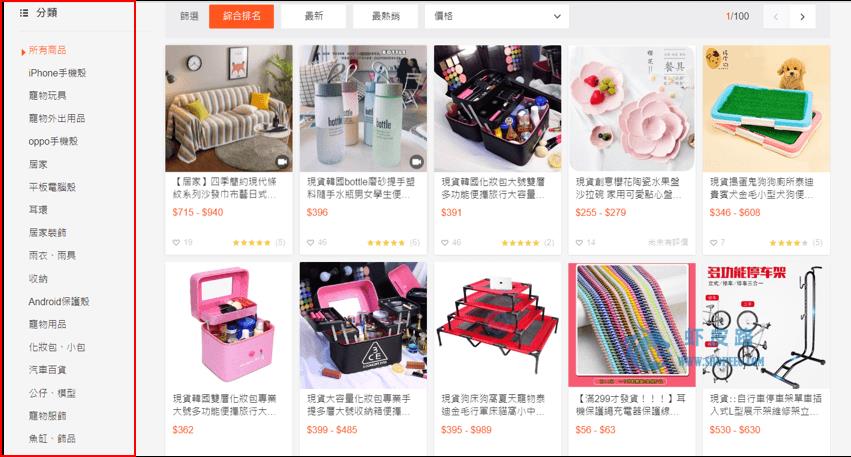 分類
所有商品
iPhone手機殼
寵物玩具
寵物外出用品
oppo手機殼
居家
平板電腦殼
耳環
居家裝飾
雨衣、雨具
收納
Android保護殼
寵物用品
化妝包、小包
汽車百貨
公仔、模型
寵物服飾
魚缸、飾品
篩選
綜合排名
最新
最熱銷
價格
1/100
bottle
bottle
櫻花
餐具
【居家】四季簡約現代條
紋系列沙發巾布藝日式…
$715 - $940
19
(8)
現貨韓國bottle磨砂提手塑
料隨手水瓶男女學生便…
$396
46
(6)
現貨韓國化妝包大號雙層
多功能便攜旅行大容量…
$391
46
(2)
現貨創意櫻花陶瓷水果盤
沙拉碗 家用可愛點心盤…
$255 - $279
14
尚未有評價
現貨搗蛋鬼狗狗廁所泰迪
貴賓犬金毛小型犬狗便…
$346 - $608
7
(5)
3CE
多功能停车架
現貨韓國雙層化妝包專業
大號多功能便攜旅行大…
$362
現貨大容量化妝包專業手
提多層大號收納箱便攜…
$399 - $485
現貨狗床狗窩夏天寵物泰
迪金毛行軍床貓窩小中…
$395 - $989
【滿299才發貨！！！】耳
機保護繩充電器保護線…
$56 - $63
現貨::自行車停車架單車插
入式L型展示架維修架立…
$530 - $630